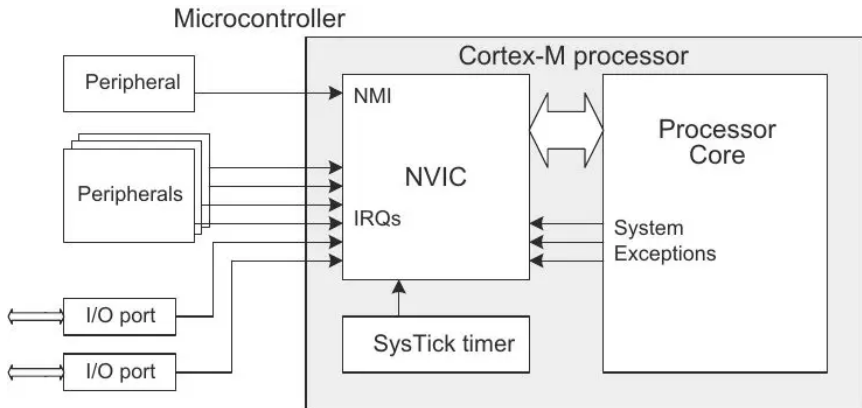 Microcontroller
Cortex-M processor
Peripheral
NMI
Processor
Core
Peripherals
NVIC
IRQs
System
Exceptions
I/O port
SysTick timer
I/O port